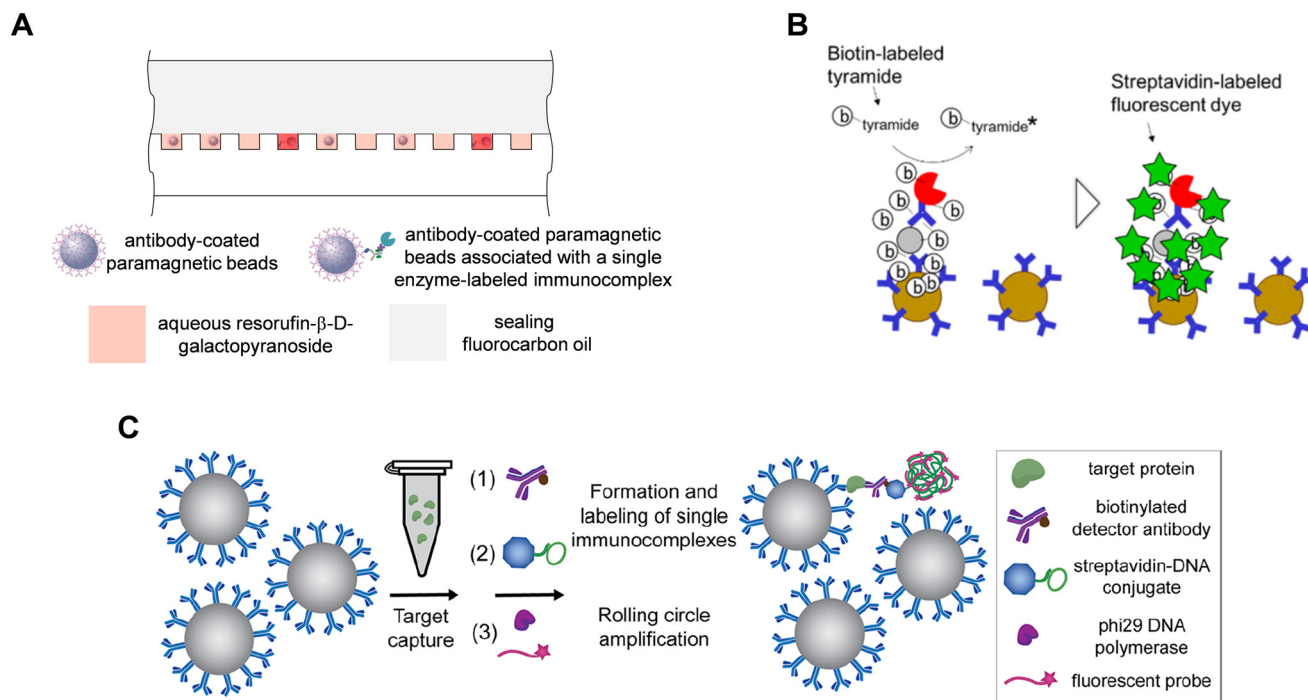 A
antibody-coated
paramagnetic beads
antibody-coated paramagnetic
beads associated with a single
enzyme-labeled immunocomplex
aqueous resorufin-β-D-
galactopyranoside
sealing
fluorocarbon oil
B
Biotin-labeled
tyramide
b tyramide
b tyramide*
b
b
b
b
b
b
b
b
b
b
Streptavidin-labeled
fluorescent dye
C
Target
capture
(1)
(2)
(3)
Formation and
labeling of single
immunocomplexes
Rolling circle
amplification
target protein
biotinylated
detector antibody
streptavidin-DNA
conjugate
phi29 DNA
polymerase
fluorescent probe